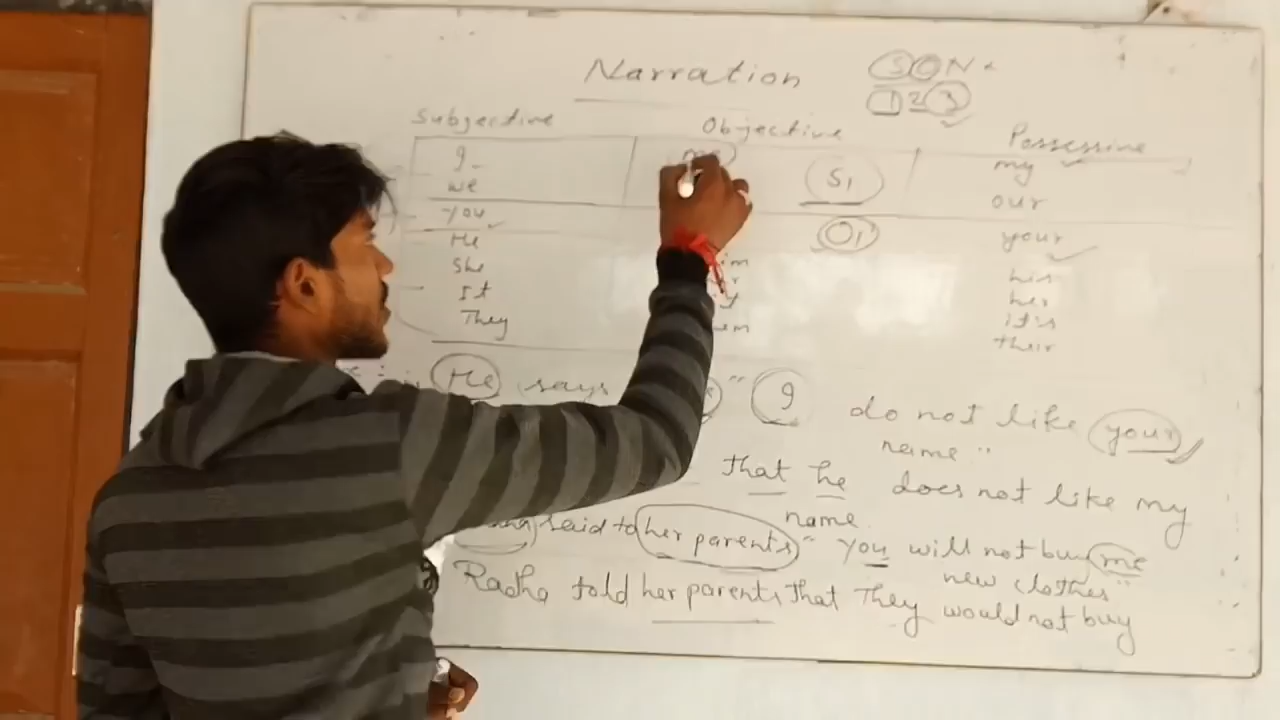 Narration
SON
1 2 3
Subjective Objective Possessive
I me my
we S1 our
you O1 your
He his
She her
It it's
They their
He says " I do not like your
name"
that he does not like my
name
said to her parents "you will not buy me
new clothes"
Radha told her parents that They would not buy